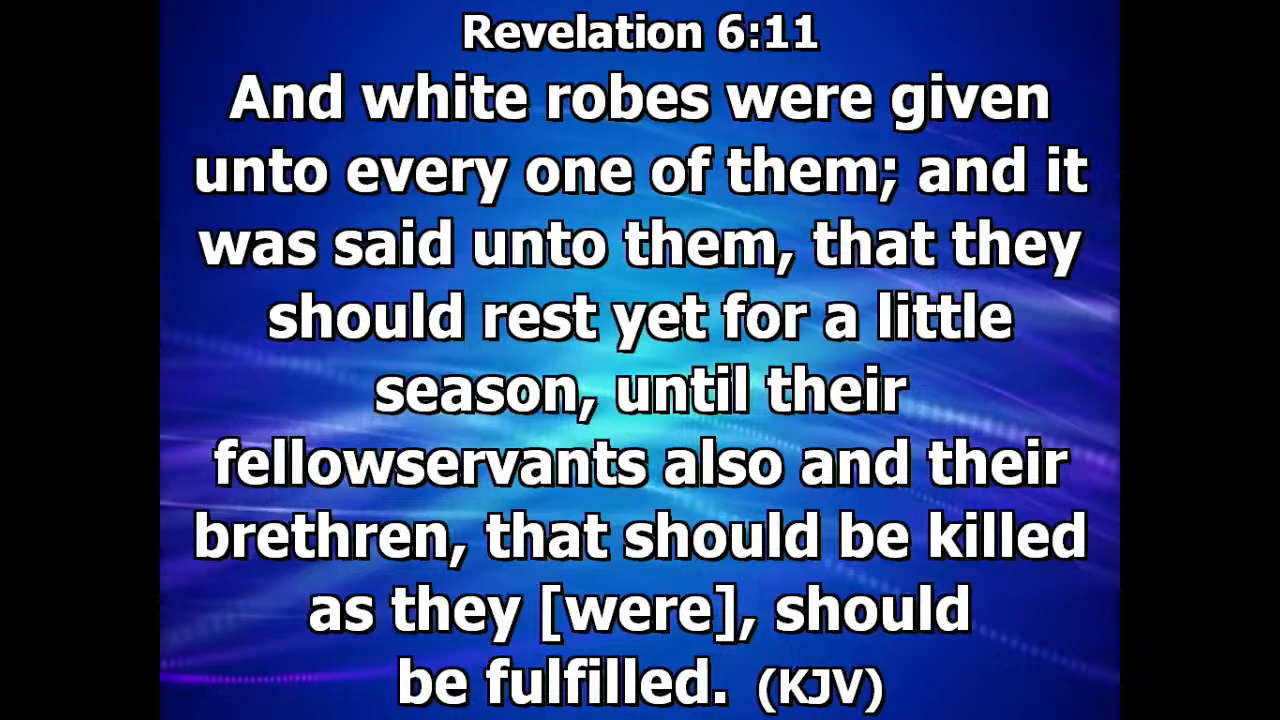 Revelation 6:11
And white robes were given
unto every one of them; and it
was said unto them, that they
should rest yet for a little
season, until their
fellowservants also and their
brethren, that should be killed
as they [were], should
be fulfilled. (KJV)